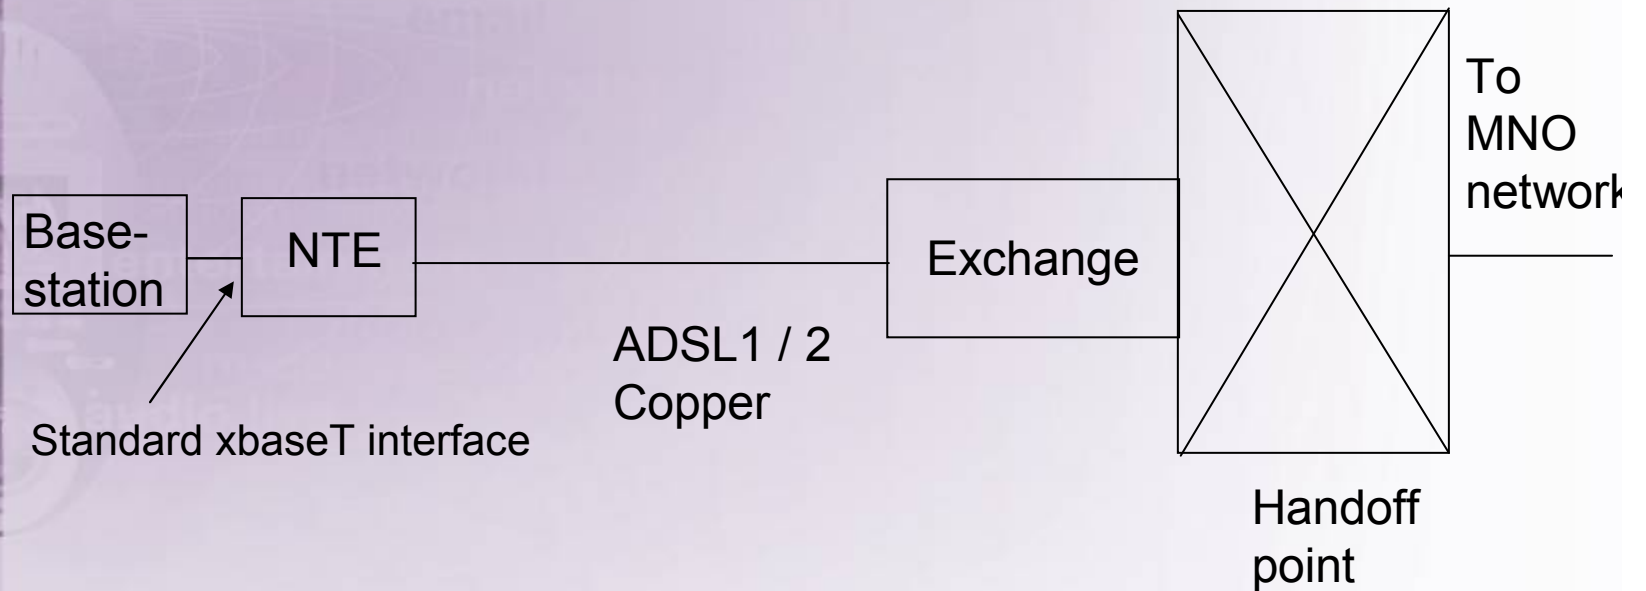 To
MNO
network
Base-
station
NTE
Exchange
ADSL1 / 2
Copper
Standard xbaseT interface
Handoff
point